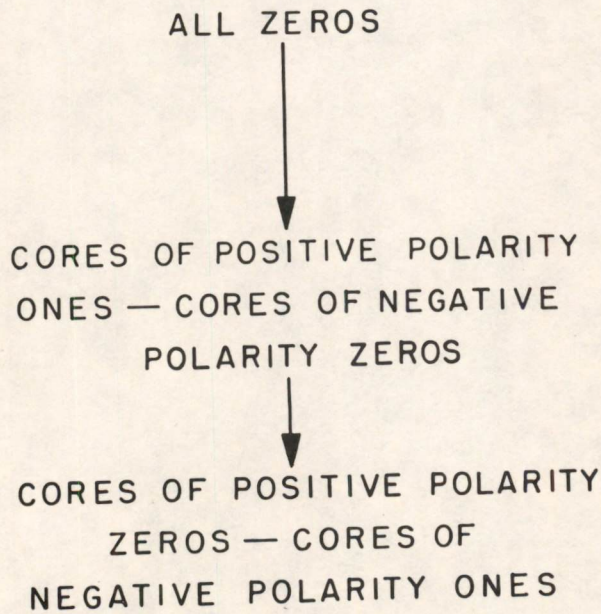 ALL ZEROS
CORES OF POSITIVE POLARITY
ONES — CORES OF NEGATIVE
POLARITY ZEROS
CORES OF POSITIVE POLARITY
ZEROS — CORES OF
NEGATIVE POLARITY ONES